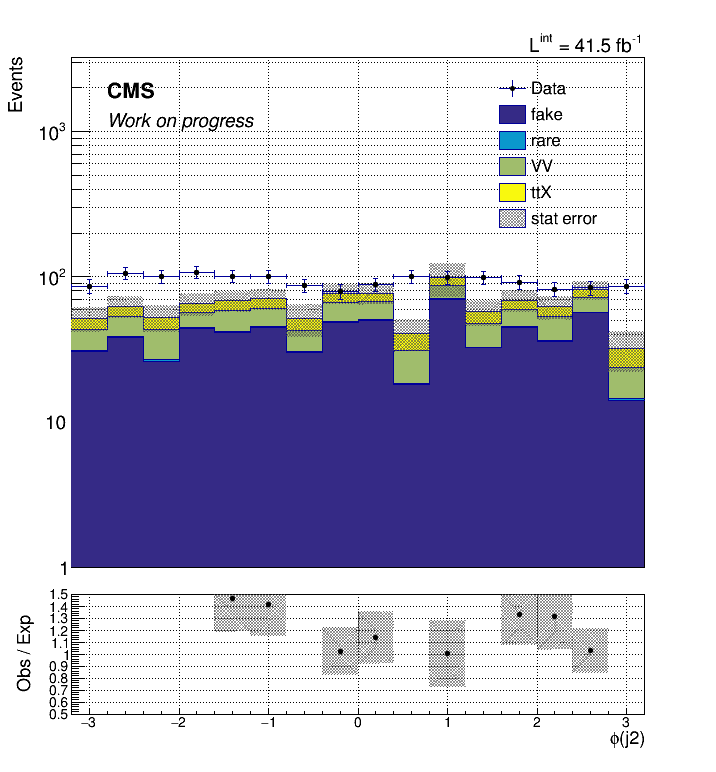 L^int = 41.5 fb^-1
Events
CMS
Work on progress
Data
fake
rare
VV
ttX
stat error
10^3
10^2
10
1
Obs / Exp
1.5
1.4
1.3
1.2
1.1
1
0.9
0.8
0.7
0.6
0.5
−3 −2 −1 0 1 2 3
ϕ(j2)